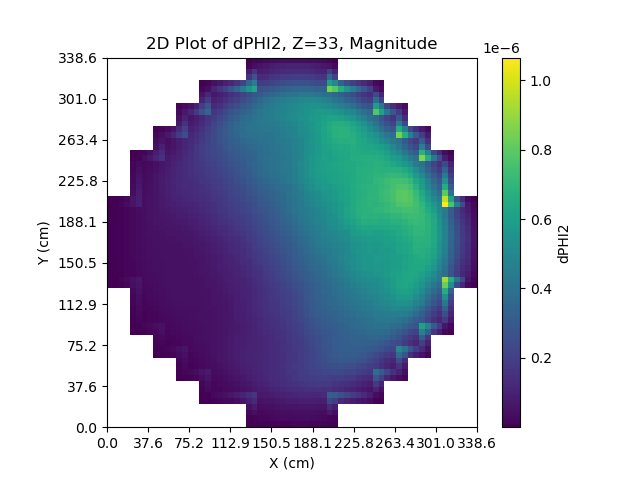 2D Plot of dPHI2, Z=33, Magnitude
1e−6
338.6
301.0
263.4
225.8
188.1
150.5
112.9
75.2
37.6
0.0
Y (cm)
0.0 37.6 75.2 112.9 150.5 188.1 225.8 263.4 301.0 338.6
X (cm)
1.0
0.8
0.6
0.4
0.2
dPHI2